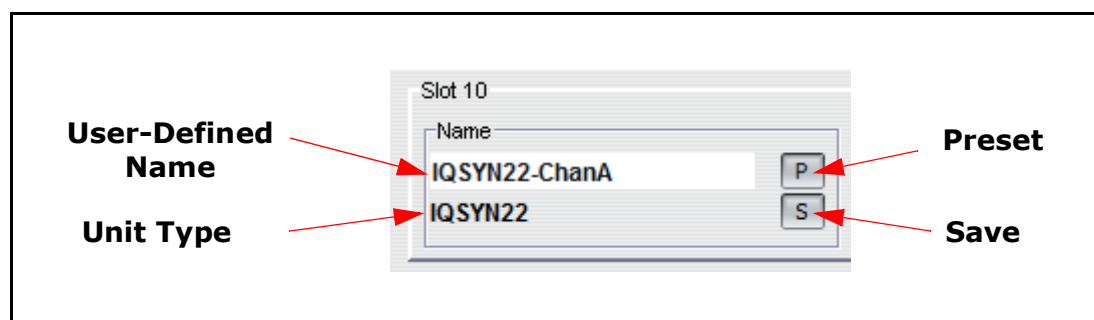 Slot 10
Name
User-Defined
Name
IQSYN22-ChanA
P
Preset
Unit Type
IQSYN22
S
Save